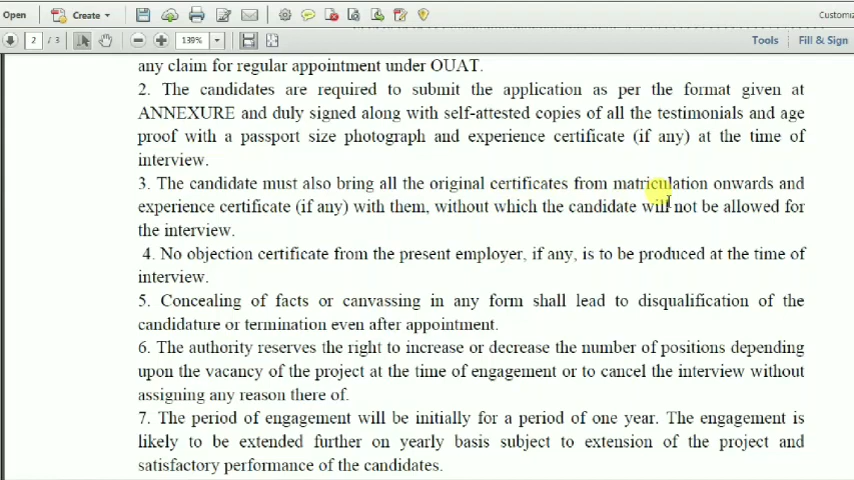 Open Create Customiz
2 / 3 139% Tools Fill & Sign
any claim for regular appointment under OUAT.
2. The candidates are required to submit the application as per the format given at
ANNEXURE and duly signed along with self-attested copies of all the testimonials and age
proof with a passport size photograph and experience certificate (if any) at the time of
interview.
3. The candidate must also bring all the original certificates from matriculation onwards and
experience certificate (if any) with them, without which the candidate will not be allowed for
the interview.
4. No objection certificate from the present employer, if any, is to be produced at the time of
interview.
5. Concealing of facts or canvassing in any form shall lead to disqualification of the
candidature or termination even after appointment.
6. The authority reserves the right to increase or decrease the number of positions depending
upon the vacancy of the project at the time of engagement or to cancel the interview without
assigning any reason there of.
7. The period of engagement will be initially for a period of one year. The engagement is
likely to be extended further on yearly basis subject to extension of the project and
satisfactory performance of the candidates.